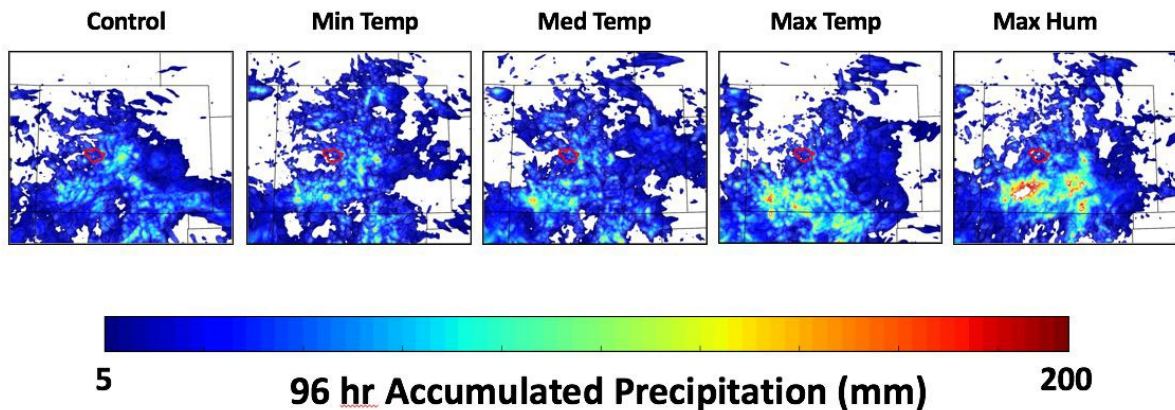 Control Min Temp Med Temp Max Temp Max Hum
5 200
96 hr Accumulated Precipitation (mm)